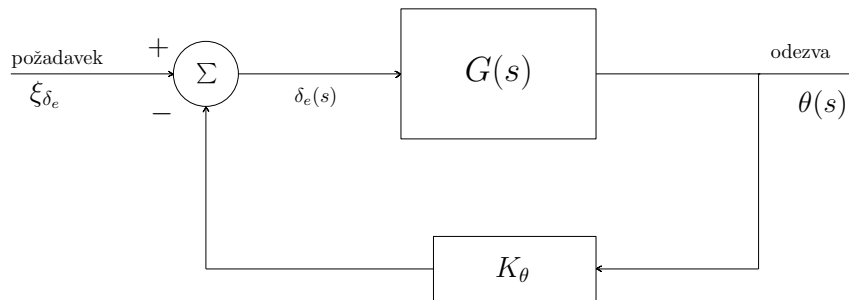 požadavek
ξ_{δ_e}
+
−
Σ
δ_e(s)
G(s)
odezva
θ(s)
K_θ